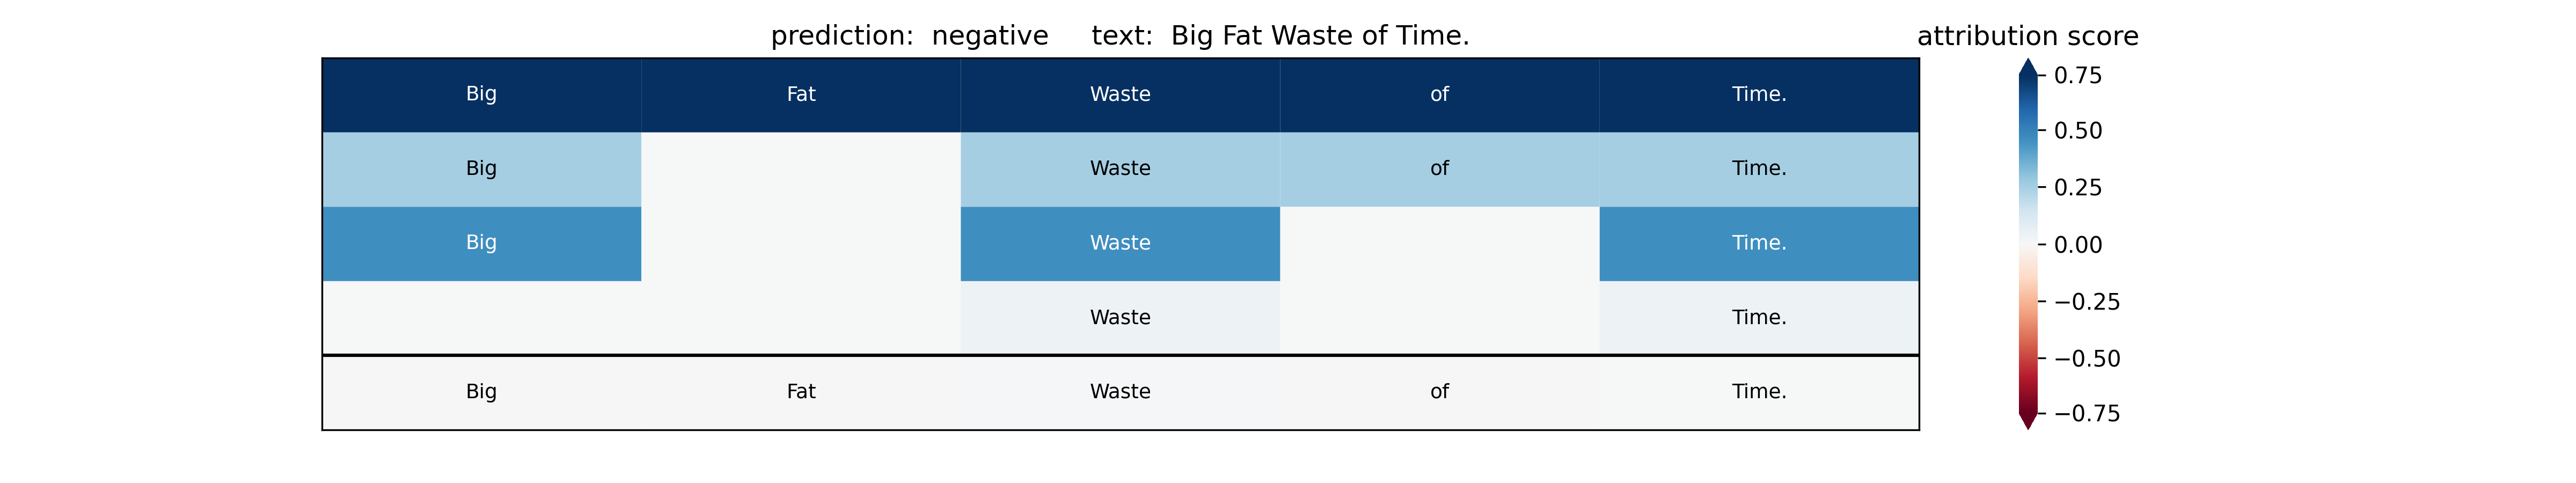 prediction:  negative     text:  Big Fat Waste of Time.
attribution score
Big Fat Waste of Time.
Big Waste of Time.
Big Waste Time.
Waste Time.
Big Fat Waste of Time.
0.75
0.50
0.25
0.00
−0.25
−0.50
−0.75